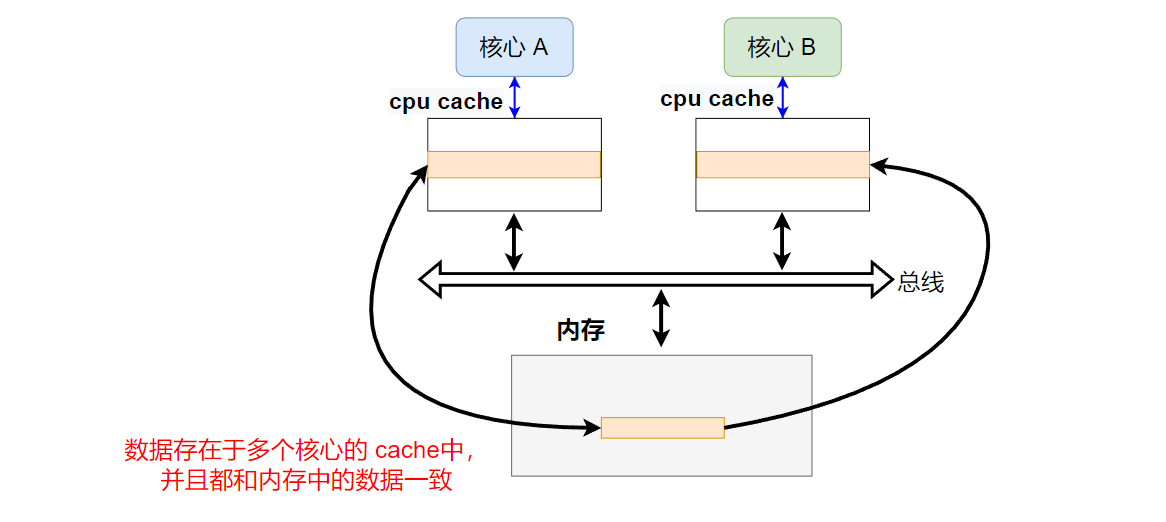 核心 A
核心 B
cpu cache
cpu cache
总线
内存
数据存在于多个核心的 cache中，
并且都和内存中的数据一致